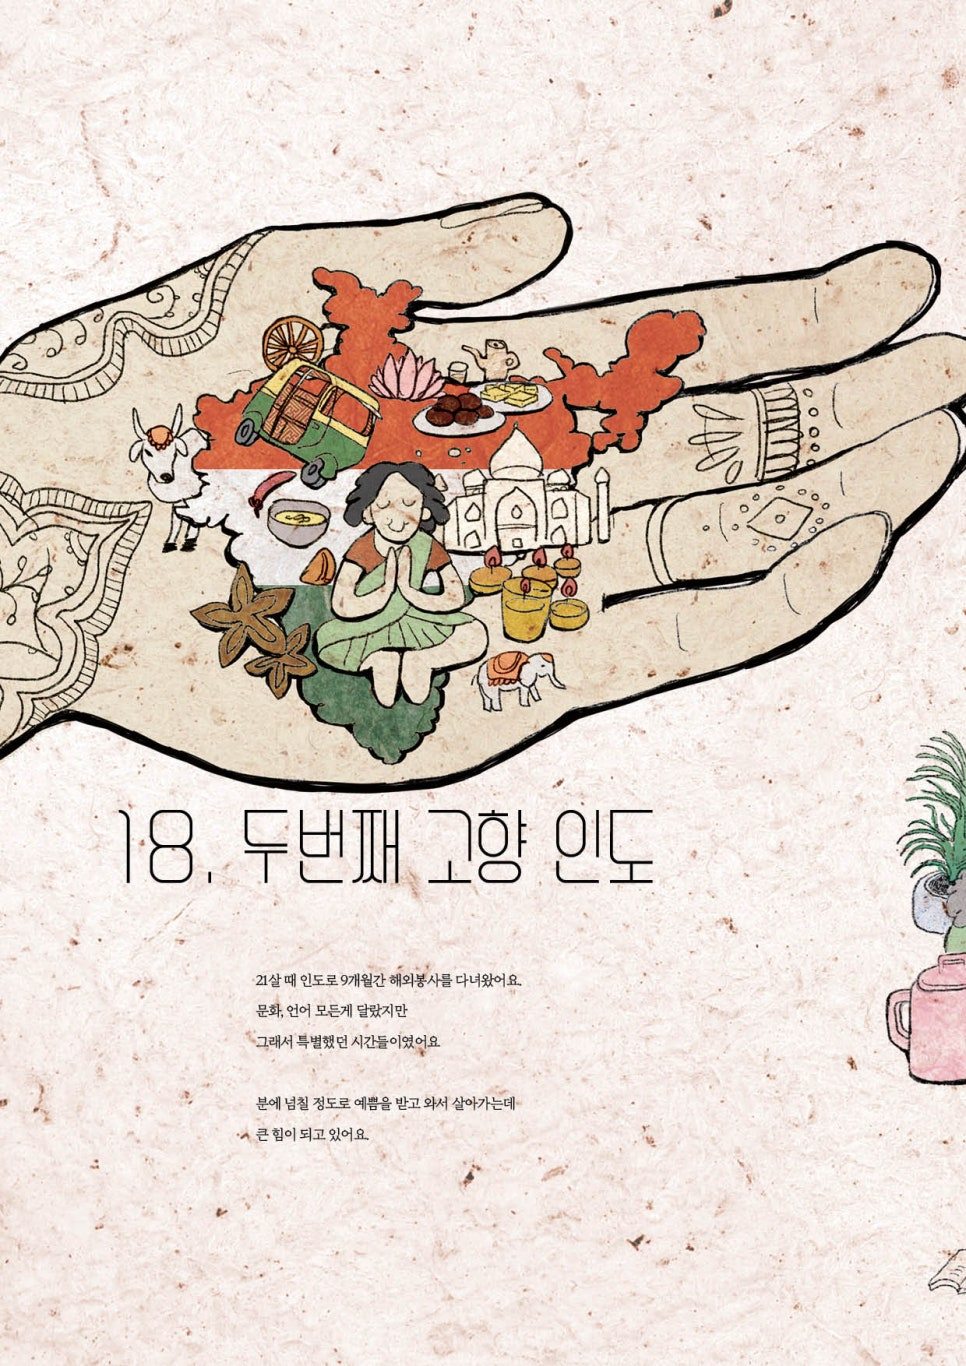 18. 두번째 고향 인도
21살 때 인도로 9개월간 해외봉사를 다녀왔어요.
문화, 언어 모든게 달랐지만
그래서 특별했던 시간들이였어요
분에 넘칠 정도로 예쁨을 받고 와서 살아가는데
큰 힘이 되고 있어요.